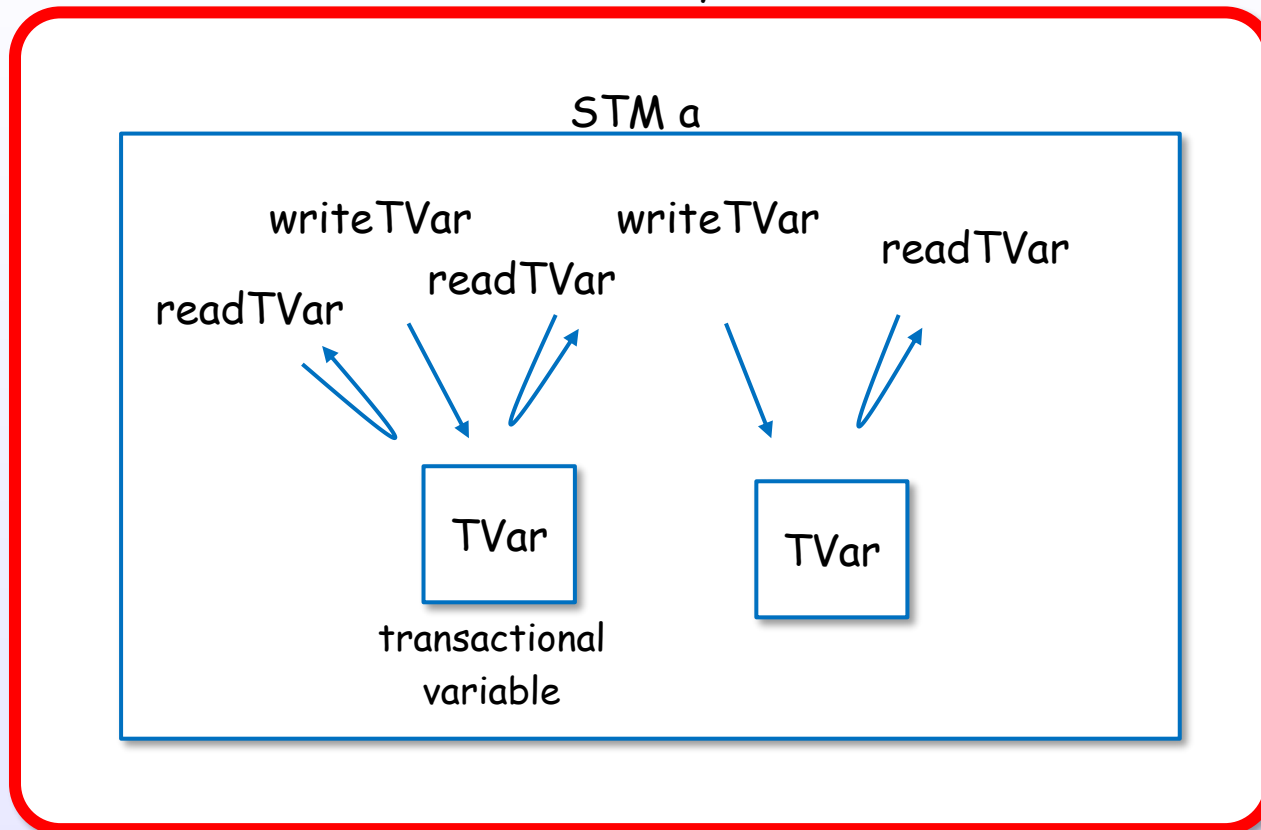 STM a
writeTVar
writeTVar
readTVar
readTVar
readTVar
TVar
TVar
transactional
variable